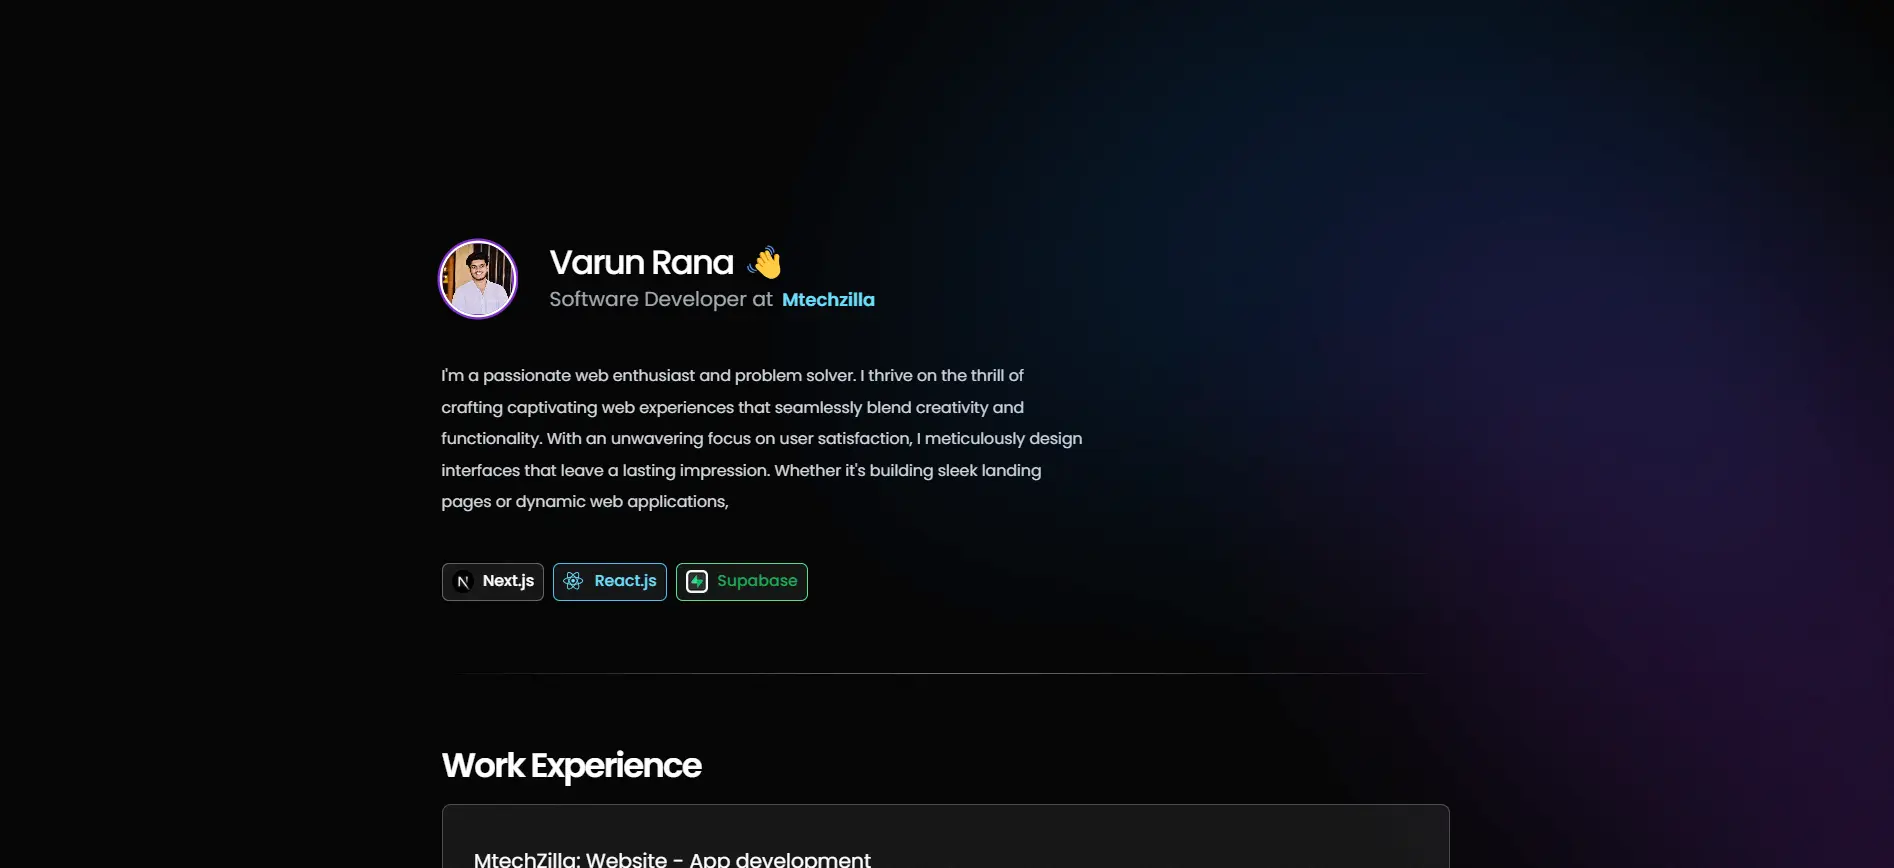 Varun Rana 👋
Software Developer at Mtechzilla
I'm a passionate web enthusiast and problem solver. I thrive on the thrill of
crafting captivating web experiences that seamlessly blend creativity and
functionality. With an unwavering focus on user satisfaction, I meticulously design
interfaces that leave a lasting impression. Whether it's building sleek landing
pages or dynamic web applications,
N Next.js React.js Supabase
Work Experience
MtechZilla: Website - App development